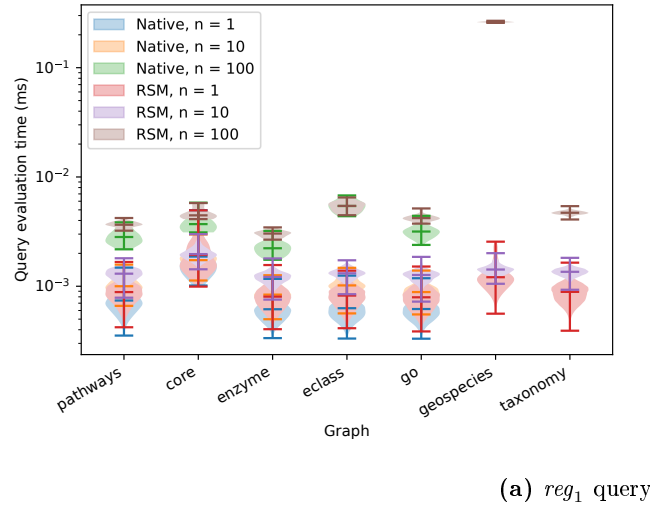 Native, n = 1
Native, n = 10
Native, n = 100
RSM, n = 1
RSM, n = 10
RSM, n = 100
Query evaluation time (ms)
10⁻¹
10⁻²
10⁻³
pathways
core
enzyme
eclass
go
geospecies
taxonomy
Graph
(a) reg₁ query